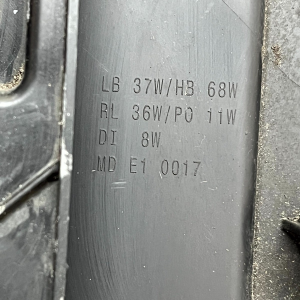 LB 37W/HB 68W
RL 36W/PO 11W
DI 8W
MD E1 0017